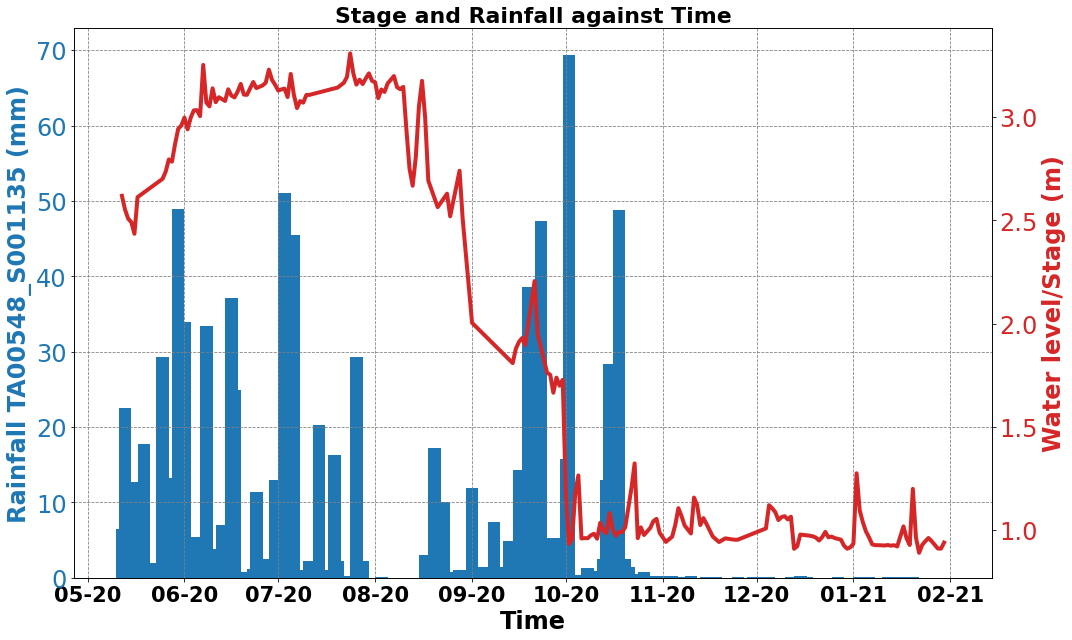 Stage and Rainfall against Time
Rainfall TA00548_S001135 (mm)
70
60
50
40
30
20
10
0
3.0
2.5
2.0
1.5
1.0
Water level/Stage (m)
05-20 06-20 07-20 08-20 09-20 10-20 11-20 12-20 01-21 02-21
Time